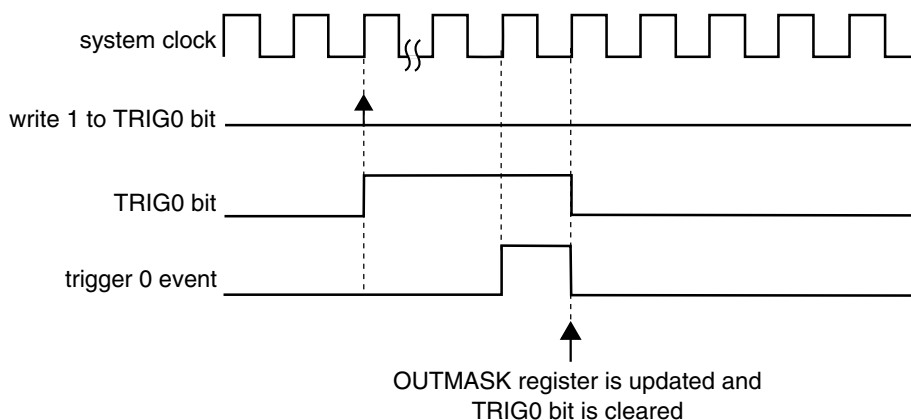 system clock
write 1 to TRIG0 bit
TRIG0 bit
trigger 0 event
OUTMASK register is updated and
TRIG0 bit is cleared